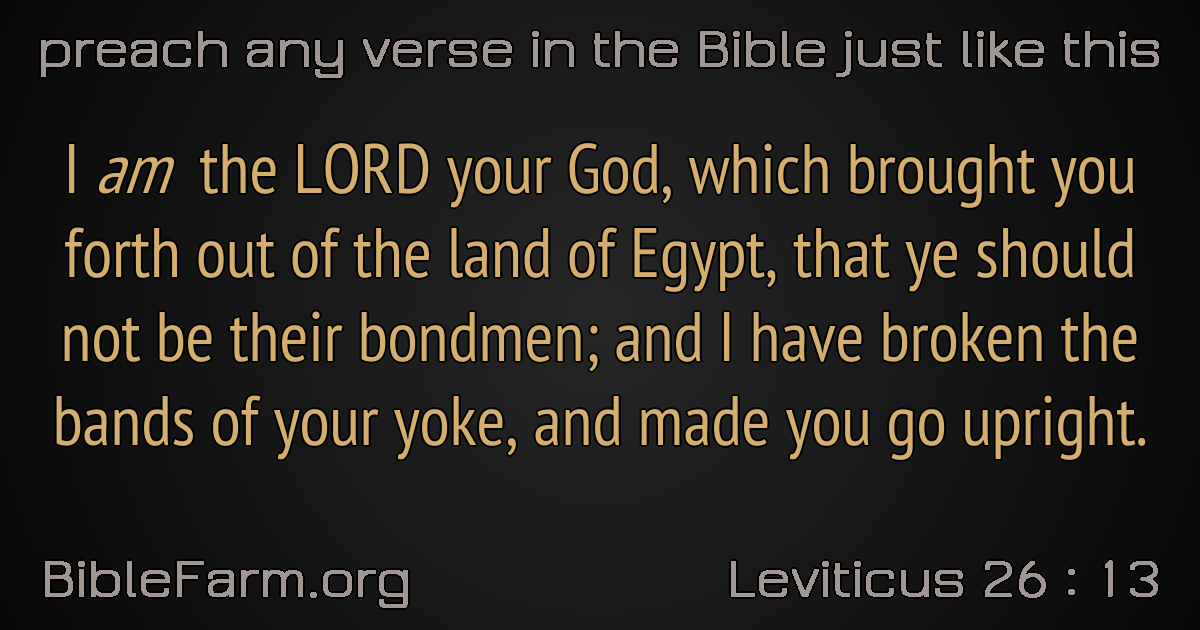 preach any verse in the Bible just like this
I am the LORD your God, which brought you
forth out of the land of Egypt, that ye should
not be their bondmen; and I have broken the
bands of your yoke, and made you go upright.
BibleFarm.org
Leviticus 26 : 13